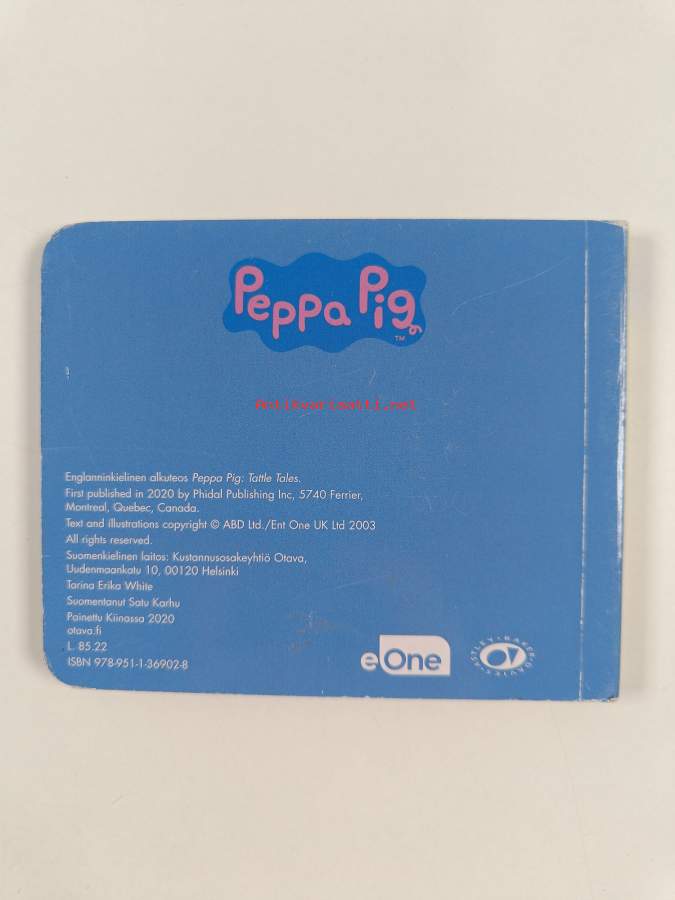 Peppa Pig
TM
Antikvariaatti.net
Englanninkielinen alkuteos Peppa Pig: Tattle Tales.
First published in 2020 by Phidal Publishing Inc, 5740 Ferrier,
Montreal, Quebec, Canada.
Text and illustrations copyright © ABD Ltd./Ent One UK Ltd 2003
All rights reserved.
Suomenkielinen laitos: Kustannusosakeyhtiö Otava,
Uudenmaankatu 10, 00120 Helsinki
Tarina Erika White
Suomentanut Satu Karhu
Painettu Kiinassa 2020
otava.fi
L. 85.22
ISBN 978-951-1-36902-8
eOne
ASTLEY·BAKER·DAVIES